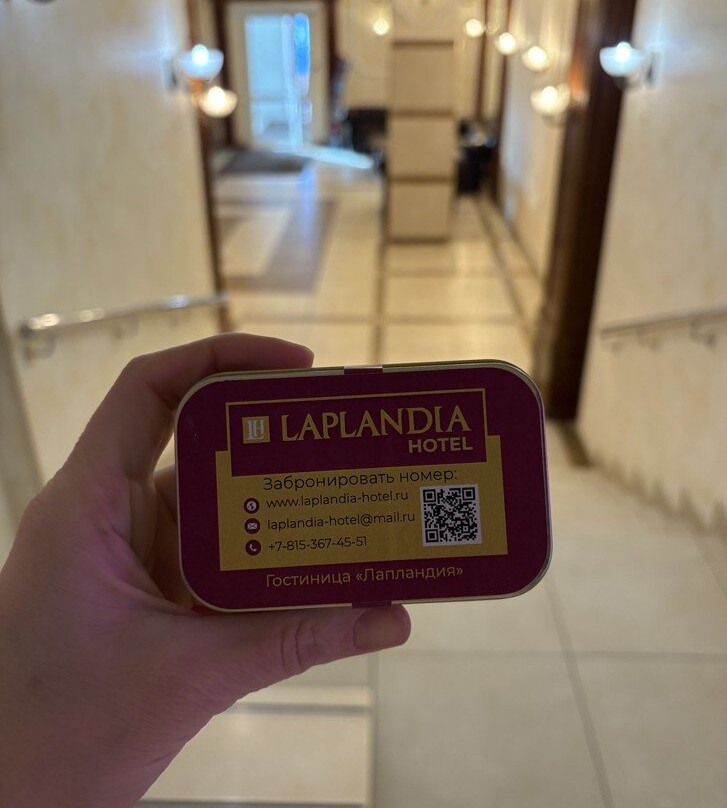 LH LAPLANDIA
HOTEL
Забронировать номер:
www.laplandia-hotel.ru
laplandia-hotel@mail.ru
+7-815-367-45-51
Гостиница «Лапландия»